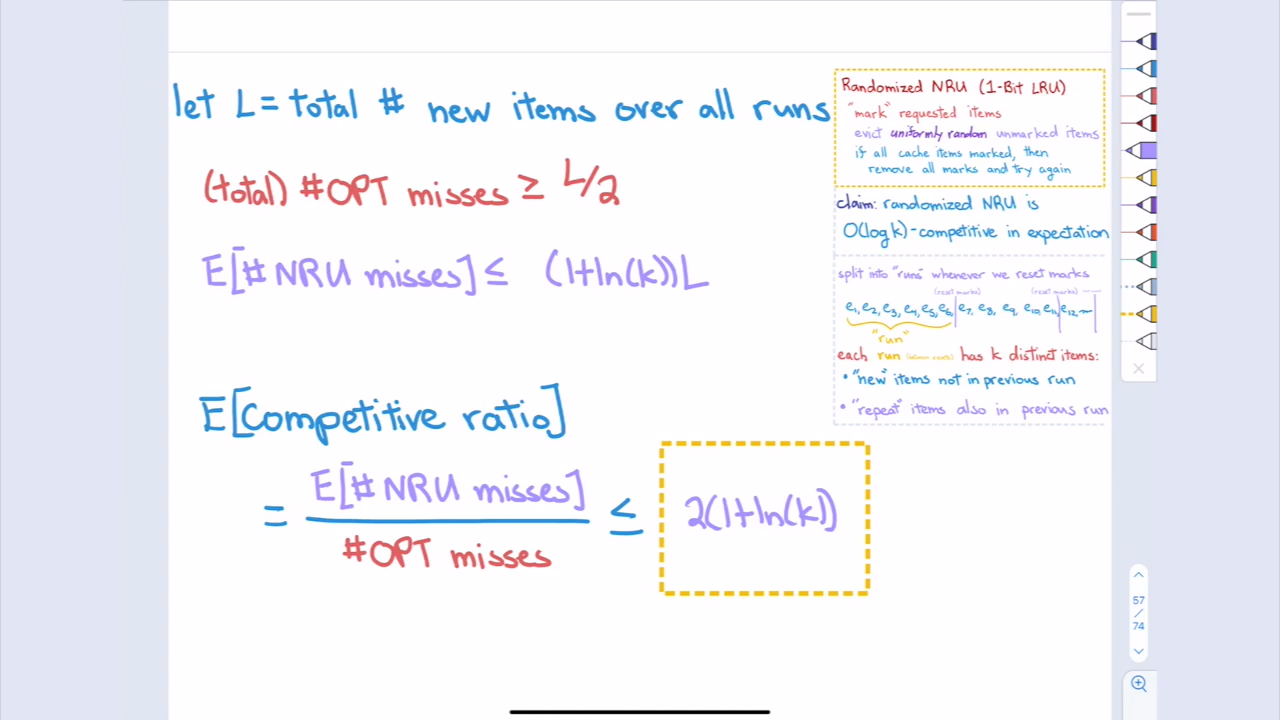 let L = total # new items over all runs
(total) #OPT misses ≥ L/2
E[# NRU misses] ≤ (1+ln(k))L
E[Competitive ratio]
= E[# NRU misses] / #OPT misses ≤ 2(1+ln(k))
Randomized NRU (1-Bit LRU)
"mark" requested items
evict uniformly random unmarked items
if all cache items marked, then
remove all marks and try again
claim: randomized NRU is
O(log k)-competitive in expectation
split into "runs" whenever we reset marks
(reset marks) (reset marks)
e₁, e₂, e₃, e₄, e₅, e₆, | e₇, e₈, e₉, e₁₀, e₁₁, | e₁₂, ...
"run"
each run has k distinct items:
• "new" items not in previous run
• "repeat" items also in previous run
57
/
74